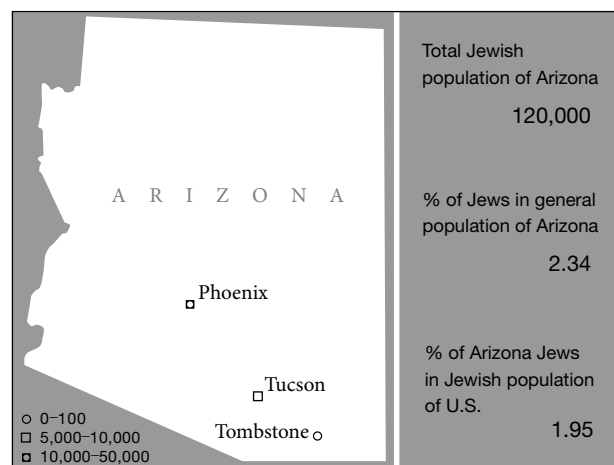 A R I Z O N A
Phoenix
Tucson
Tombstone
0–100
5,000–10,000
10,000–50,000
Total Jewish
population of Arizona
120,000
% of Jews in general
population of Arizona
2.34
% of Arizona Jews
in Jewish population
of U.S.
1.95